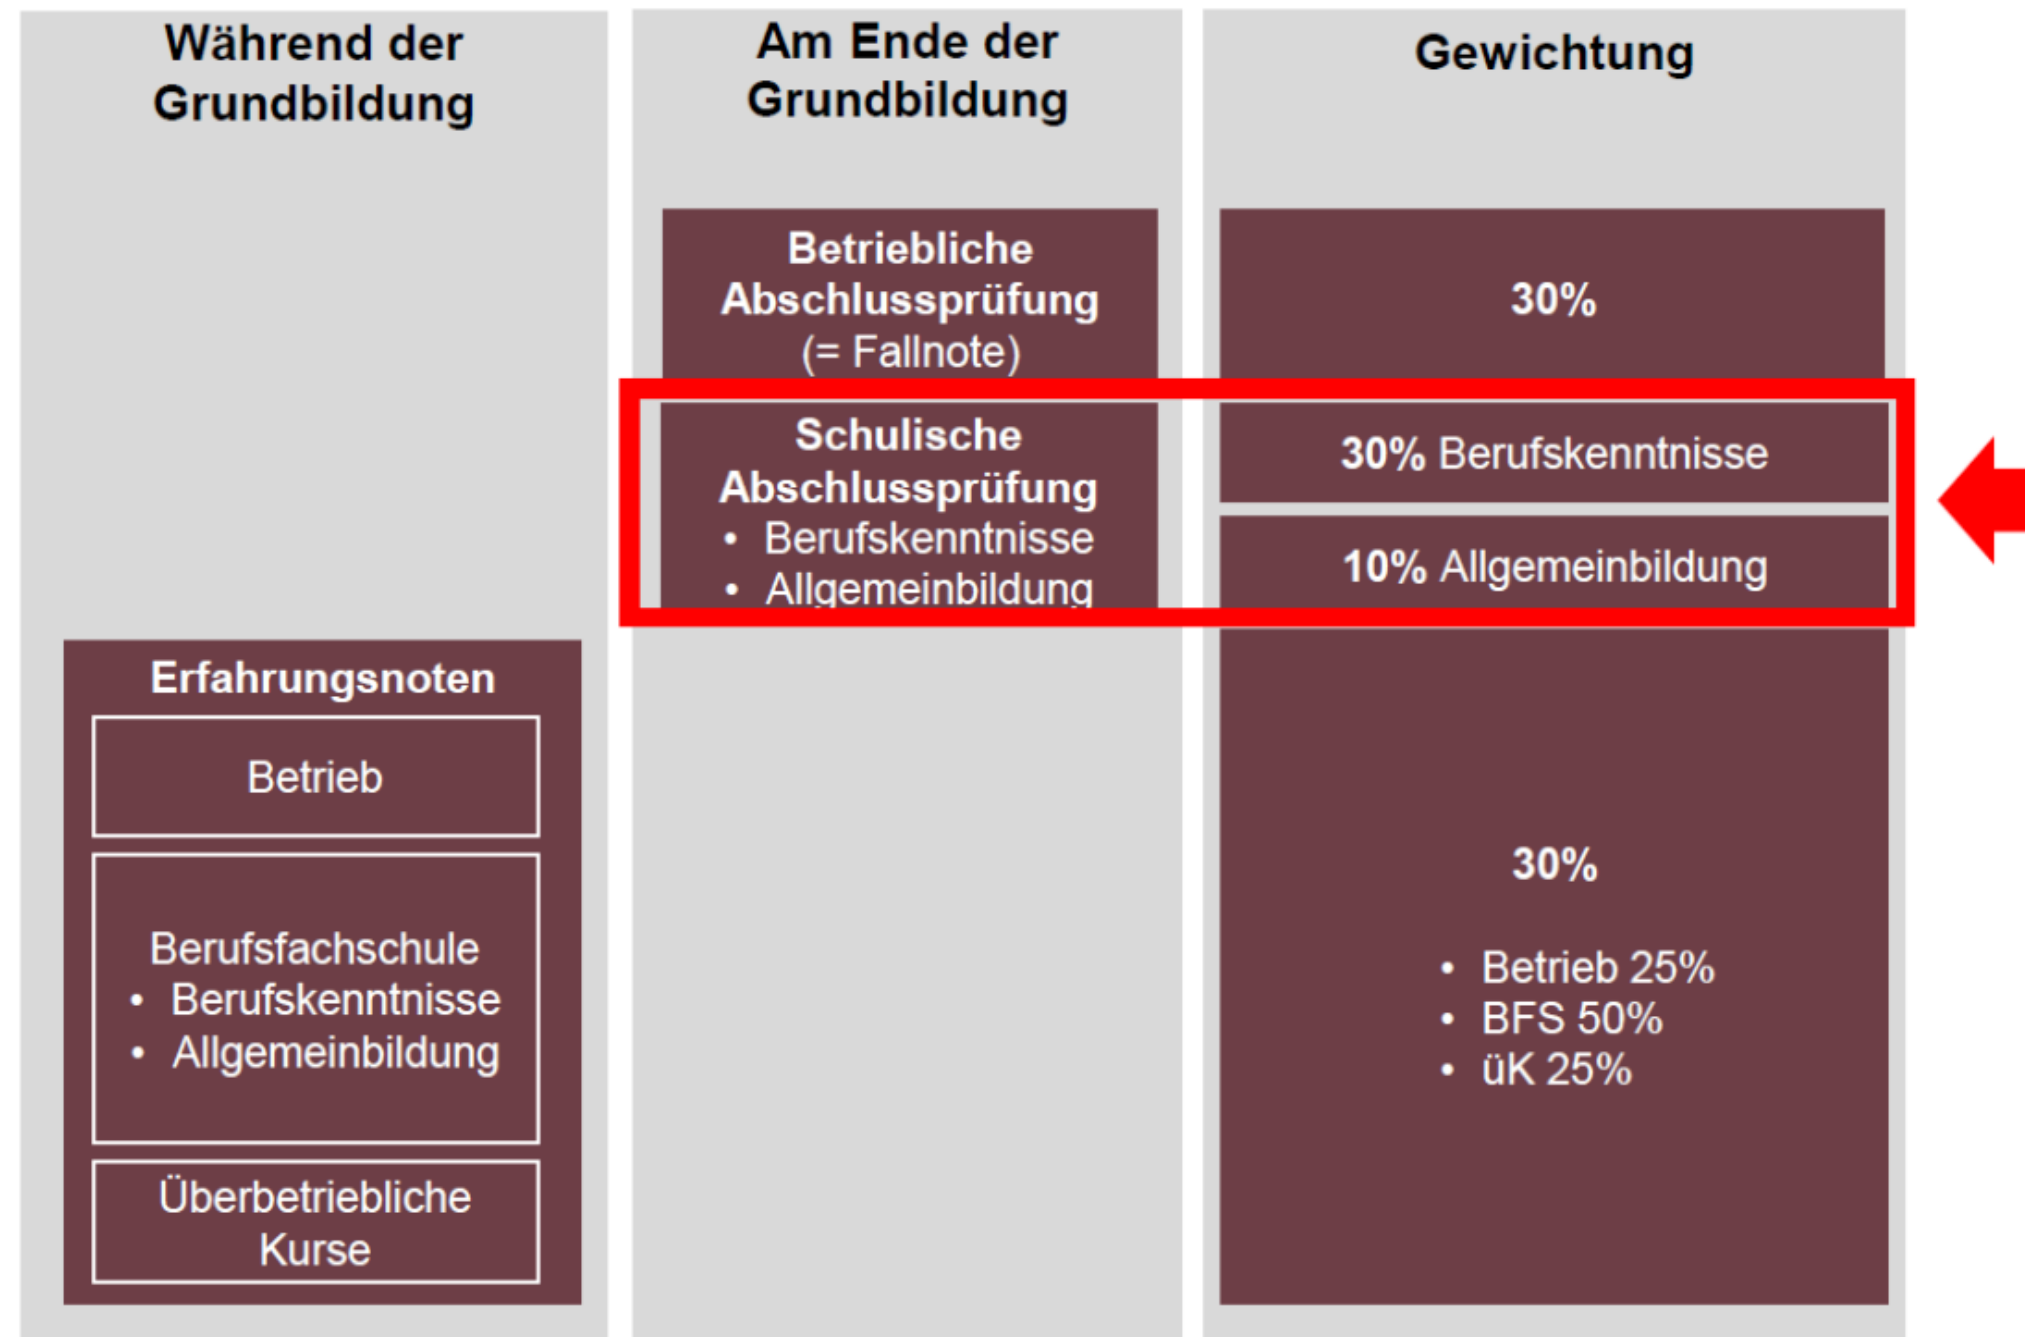 Während der
Grundbildung
Am Ende der
Grundbildung
Gewichtung
Betriebliche
Abschlussprüfung
(= Fallnote)
30%
Schulische
Abschlussprüfung
• Berufskenntnisse
• Allgemeinbildung
30% Berufskenntnisse
10% Allgemeinbildung
Erfahrungsnoten
Betrieb
Berufsfachschule
• Berufskenntnisse
• Allgemeinbildung
Überbetriebliche
Kurse
30%
• Betrieb 25%
• BFS 50%
• üK 25%